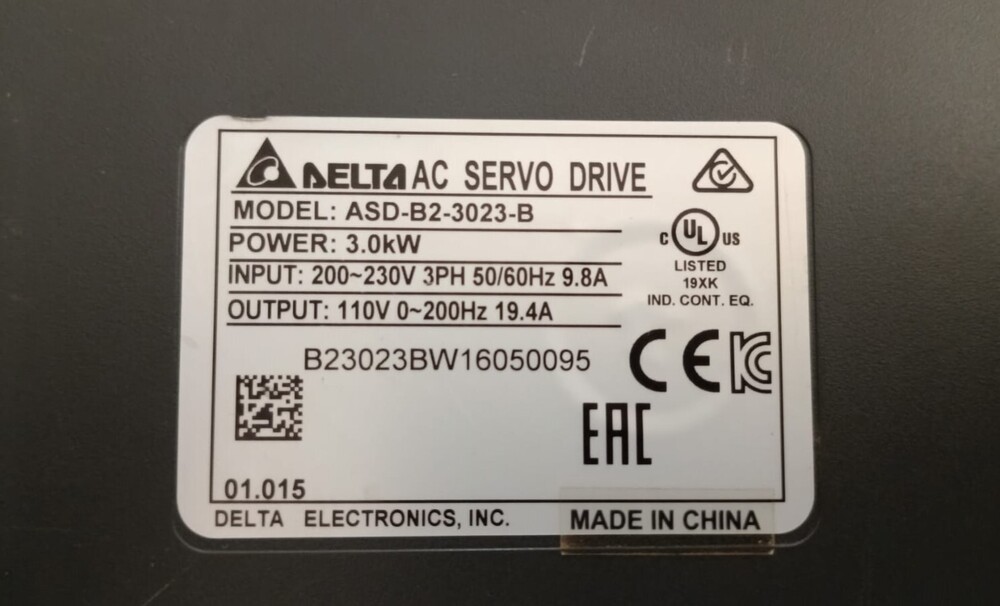 DELTA AC SERVO DRIVE
MODEL: ASD-B2-3023-B
POWER: 3.0kW
INPUT: 200~230V 3PH 50/60Hz 9.8A
OUTPUT: 110V 0~200Hz 19.4A
C UL US
LISTED
19XK
IND. CONT. EQ.
B23023BW16050095
CE KC
EAC
01.015
DELTA ELECTRONICS, INC.
MADE IN CHINA